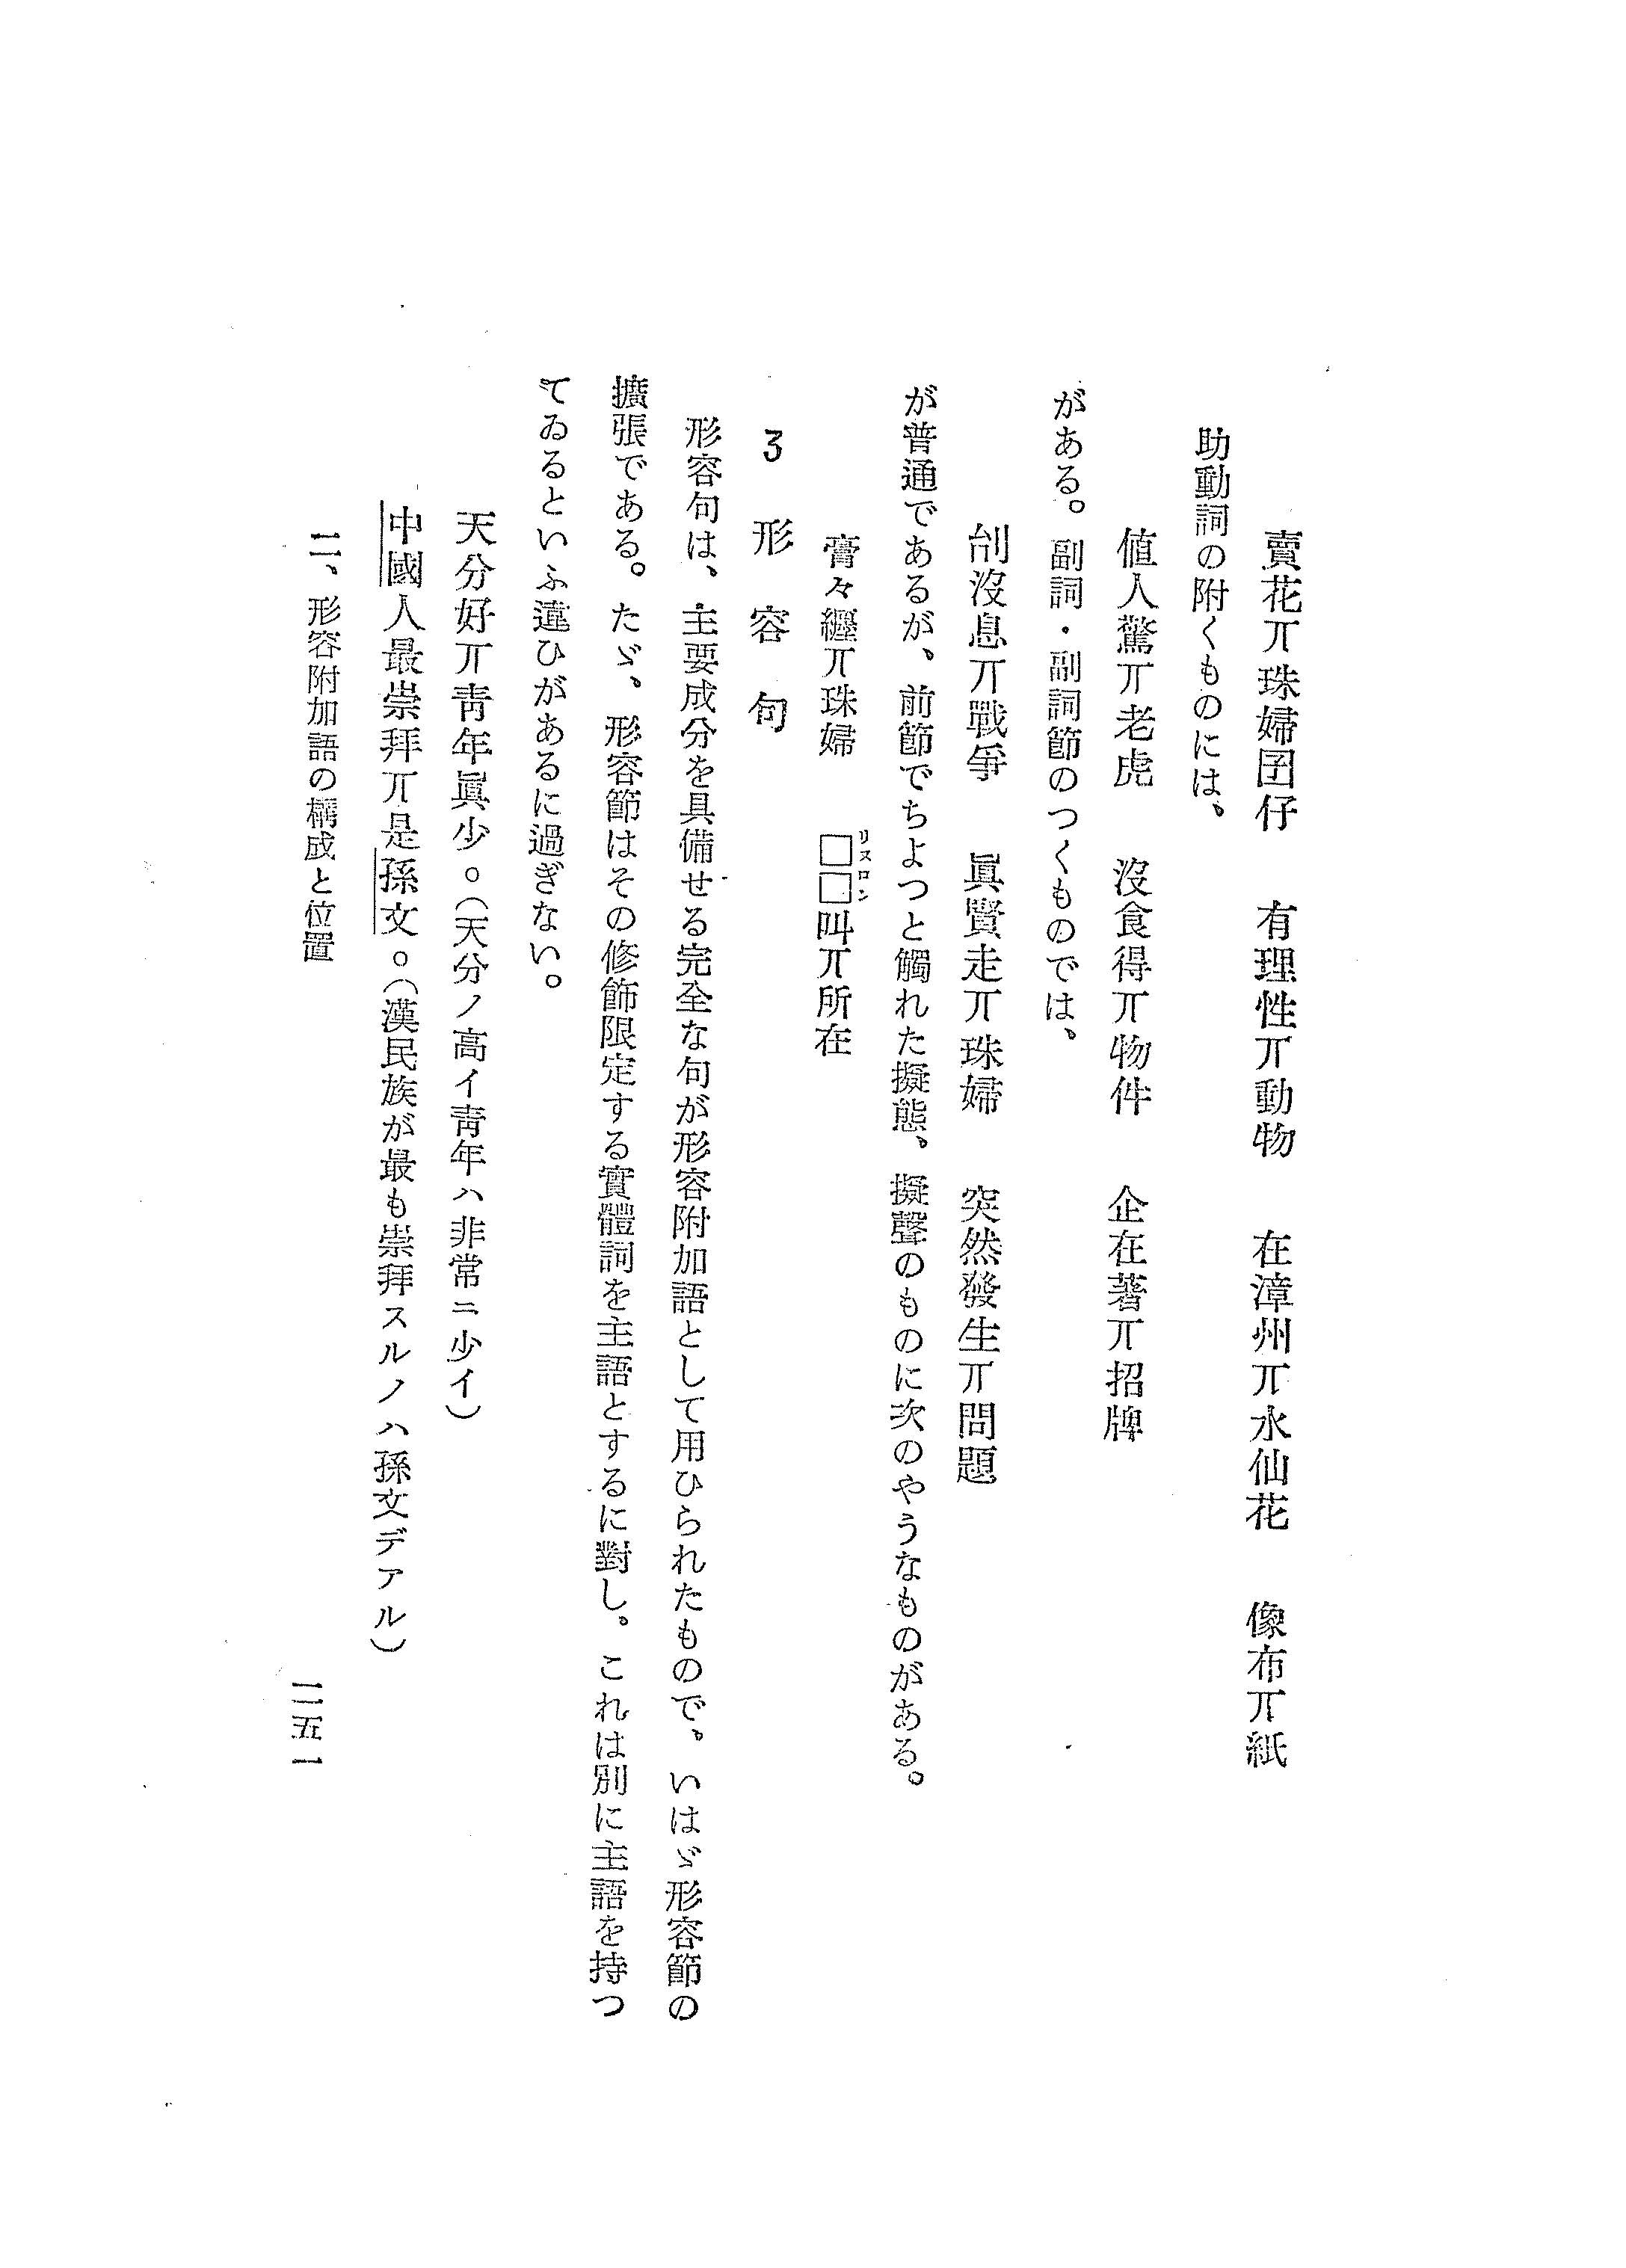 賣花丌珠婦囝仔　有理性丌動物　在漳州丌水仙花　像布丌紙
助動詞の附くものには、
値人驚丌老虎　沒食得丌物件　企在著丌招牌
がある。副詞・副詞節のつくものでは、
刣沒息丌戰爭　眞賢走丌珠婦　突然發生丌問題
が普通であるが、前節でちよつと觸れた擬態、擬聲のものに次のやうなものがある。
膏々纒丌珠婦　□□叫丌所在
リスロン
3 形容句
形容句は、主要成分を具備せる完全な句が形容附加語として用ひられたもので、いはゞ形容節の
擴張である。たゞ、形容節はその修飾限定する實體詞を主語とするに對し。これは別に主語を持つ
てゐるといふ違ひがあるに過ぎない。
天分好丌靑年眞少。（天分ノ高イ靑年ハ非常ニ少イ）
中國人最崇拜丌是孫文。（漢民族が最も崇拜スルノハ孫文デアル）
二、形容附加語の構成と位置
二五一